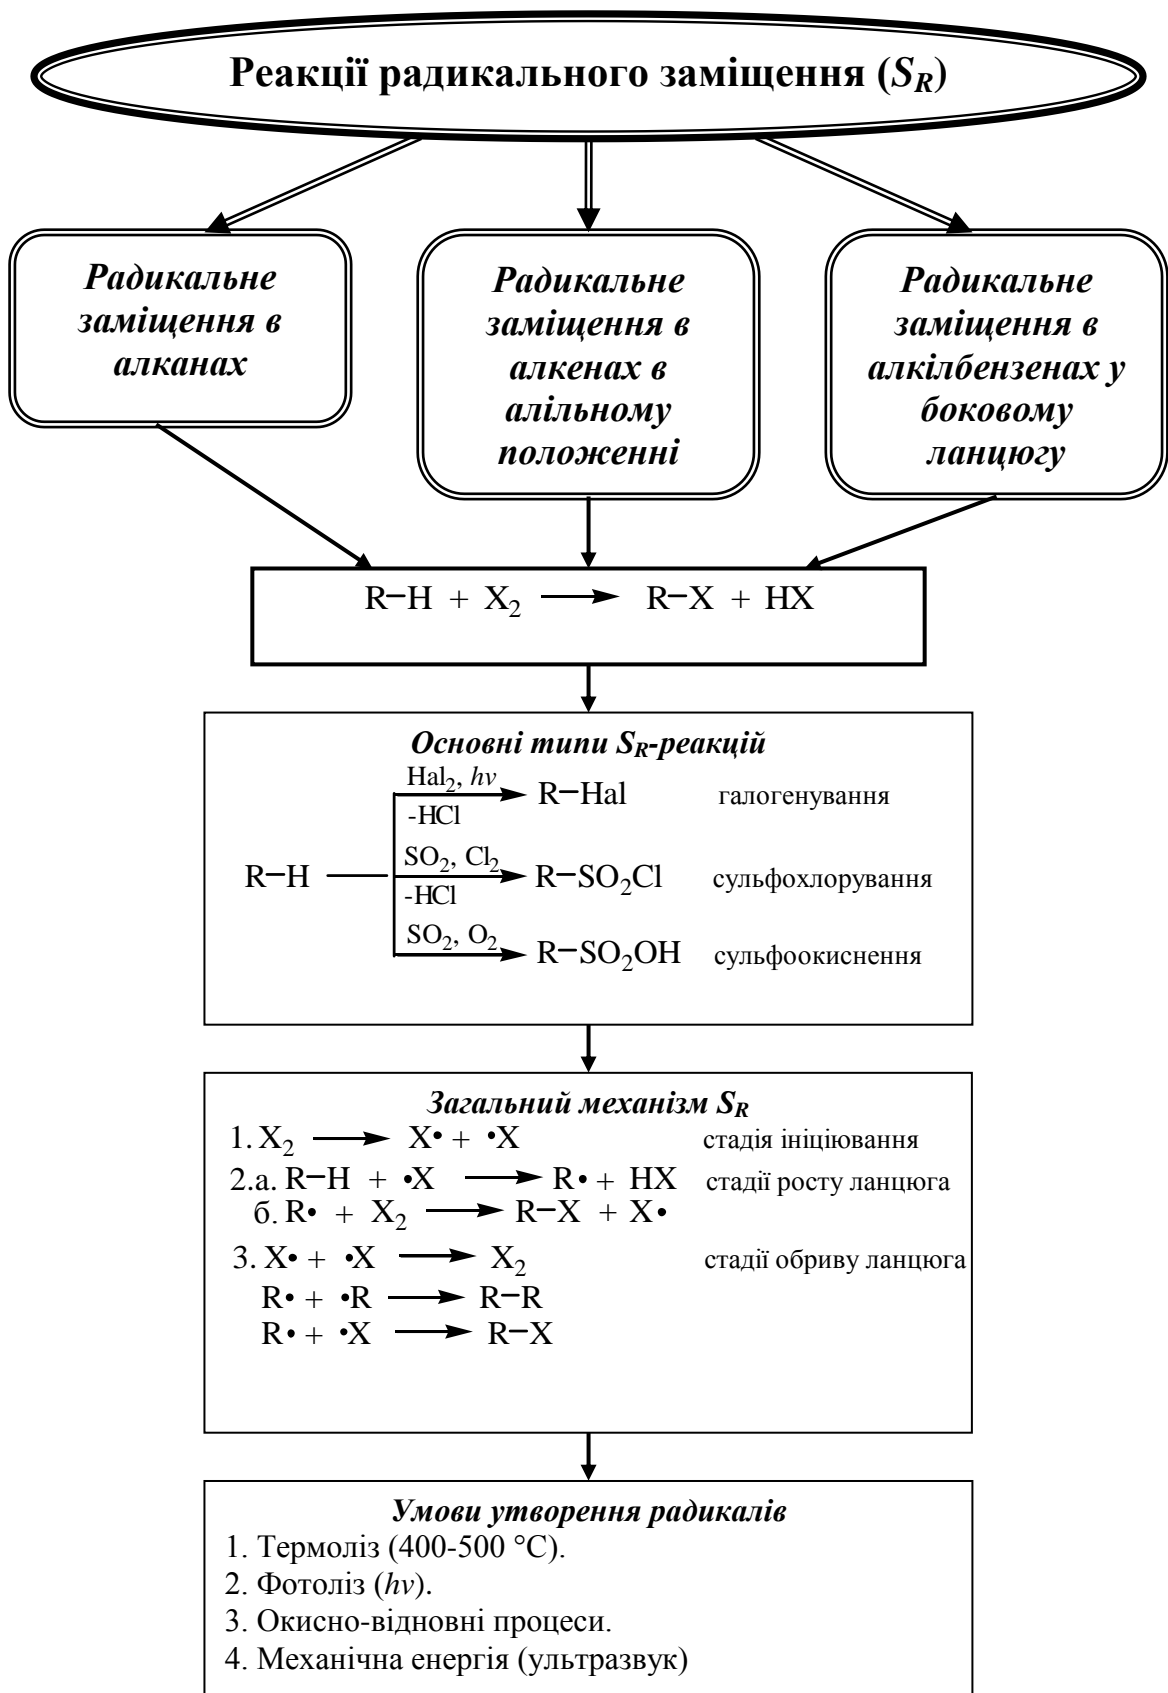 Реакції радикального заміщення (S_R)
Радикальне
заміщення в
алканах
Радикальне
заміщення в
алкенах в
алільному
положенні
Радикальне
заміщення в
алкілбензенах у
боковому
ланцюгу
R–H + X₂ ⟶ R–X + HX
Основні типи S_R-реакцій
Hal₂, hν
R–Hal галогенування
-HCl
SO₂, Cl₂
R–H R–SO₂Cl сульфохлорування
-HCl
SO₂, O₂
R–SO₂OH сульфоокиснення
Загальний механізм S_R
1. X₂ ⟶ X• + •X стадія ініціювання
2.а. R–H + •X ⟶ R• + HX стадії росту ланцюга
б. R• + X₂ ⟶ R–X + X•
3. X• + •X ⟶ X₂ стадії обриву ланцюга
R• + •R ⟶ R–R
R• + •X ⟶ R–X
Умови утворення радикалів
1. Термоліз (400-500 °С).
2. Фотоліз (hν).
3. Окисно-відновні процеси.
4. Механічна енергія (ультразвук)